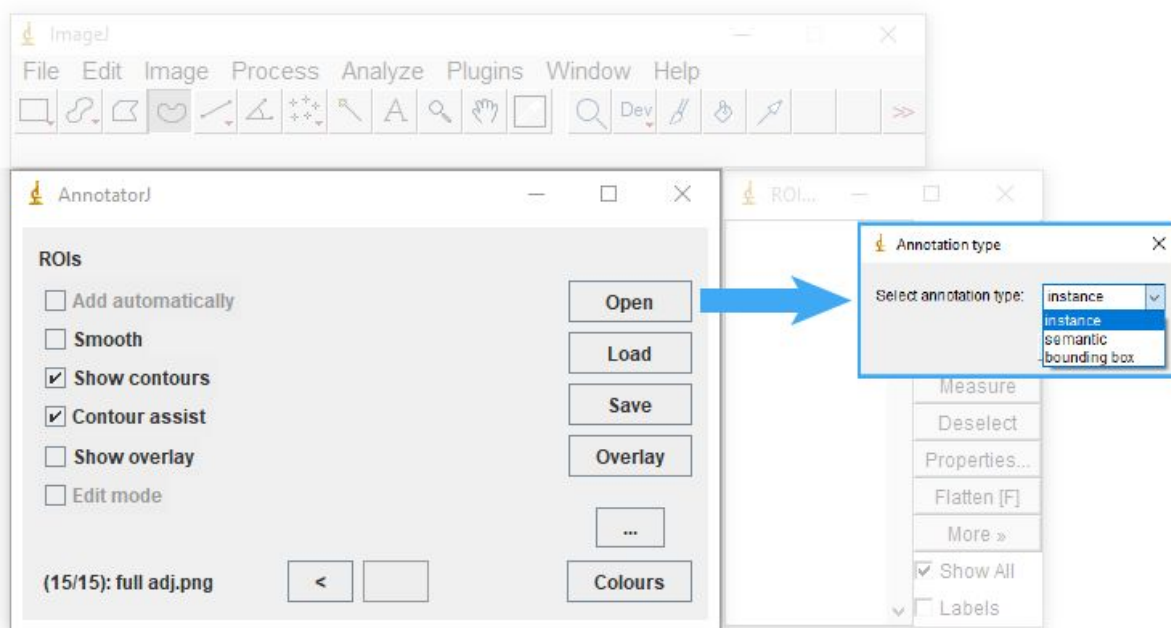 ImageJ
File Edit Image Process Analyze Plugins Window Help
A Dev >>
AnnotatorJ
ROIs
Add automatically
Smooth
Show contours
Contour assist
Show overlay
Edit mode
Open
Load
Save
Overlay
...
(15/15): full adj.png
<
Colours
ROI...
Annotation type
Select annotation type: instance
instance
semantic
bounding box
Measure
Deselect
Properties...
Flatten [F]
More »
Show All
Labels